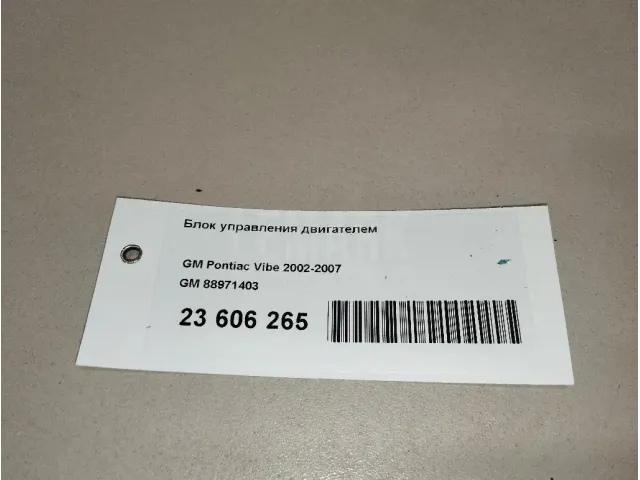 Блок управления двигателем
GM Pontiac Vibe 2002-2007
GM 88971403
23 606 265